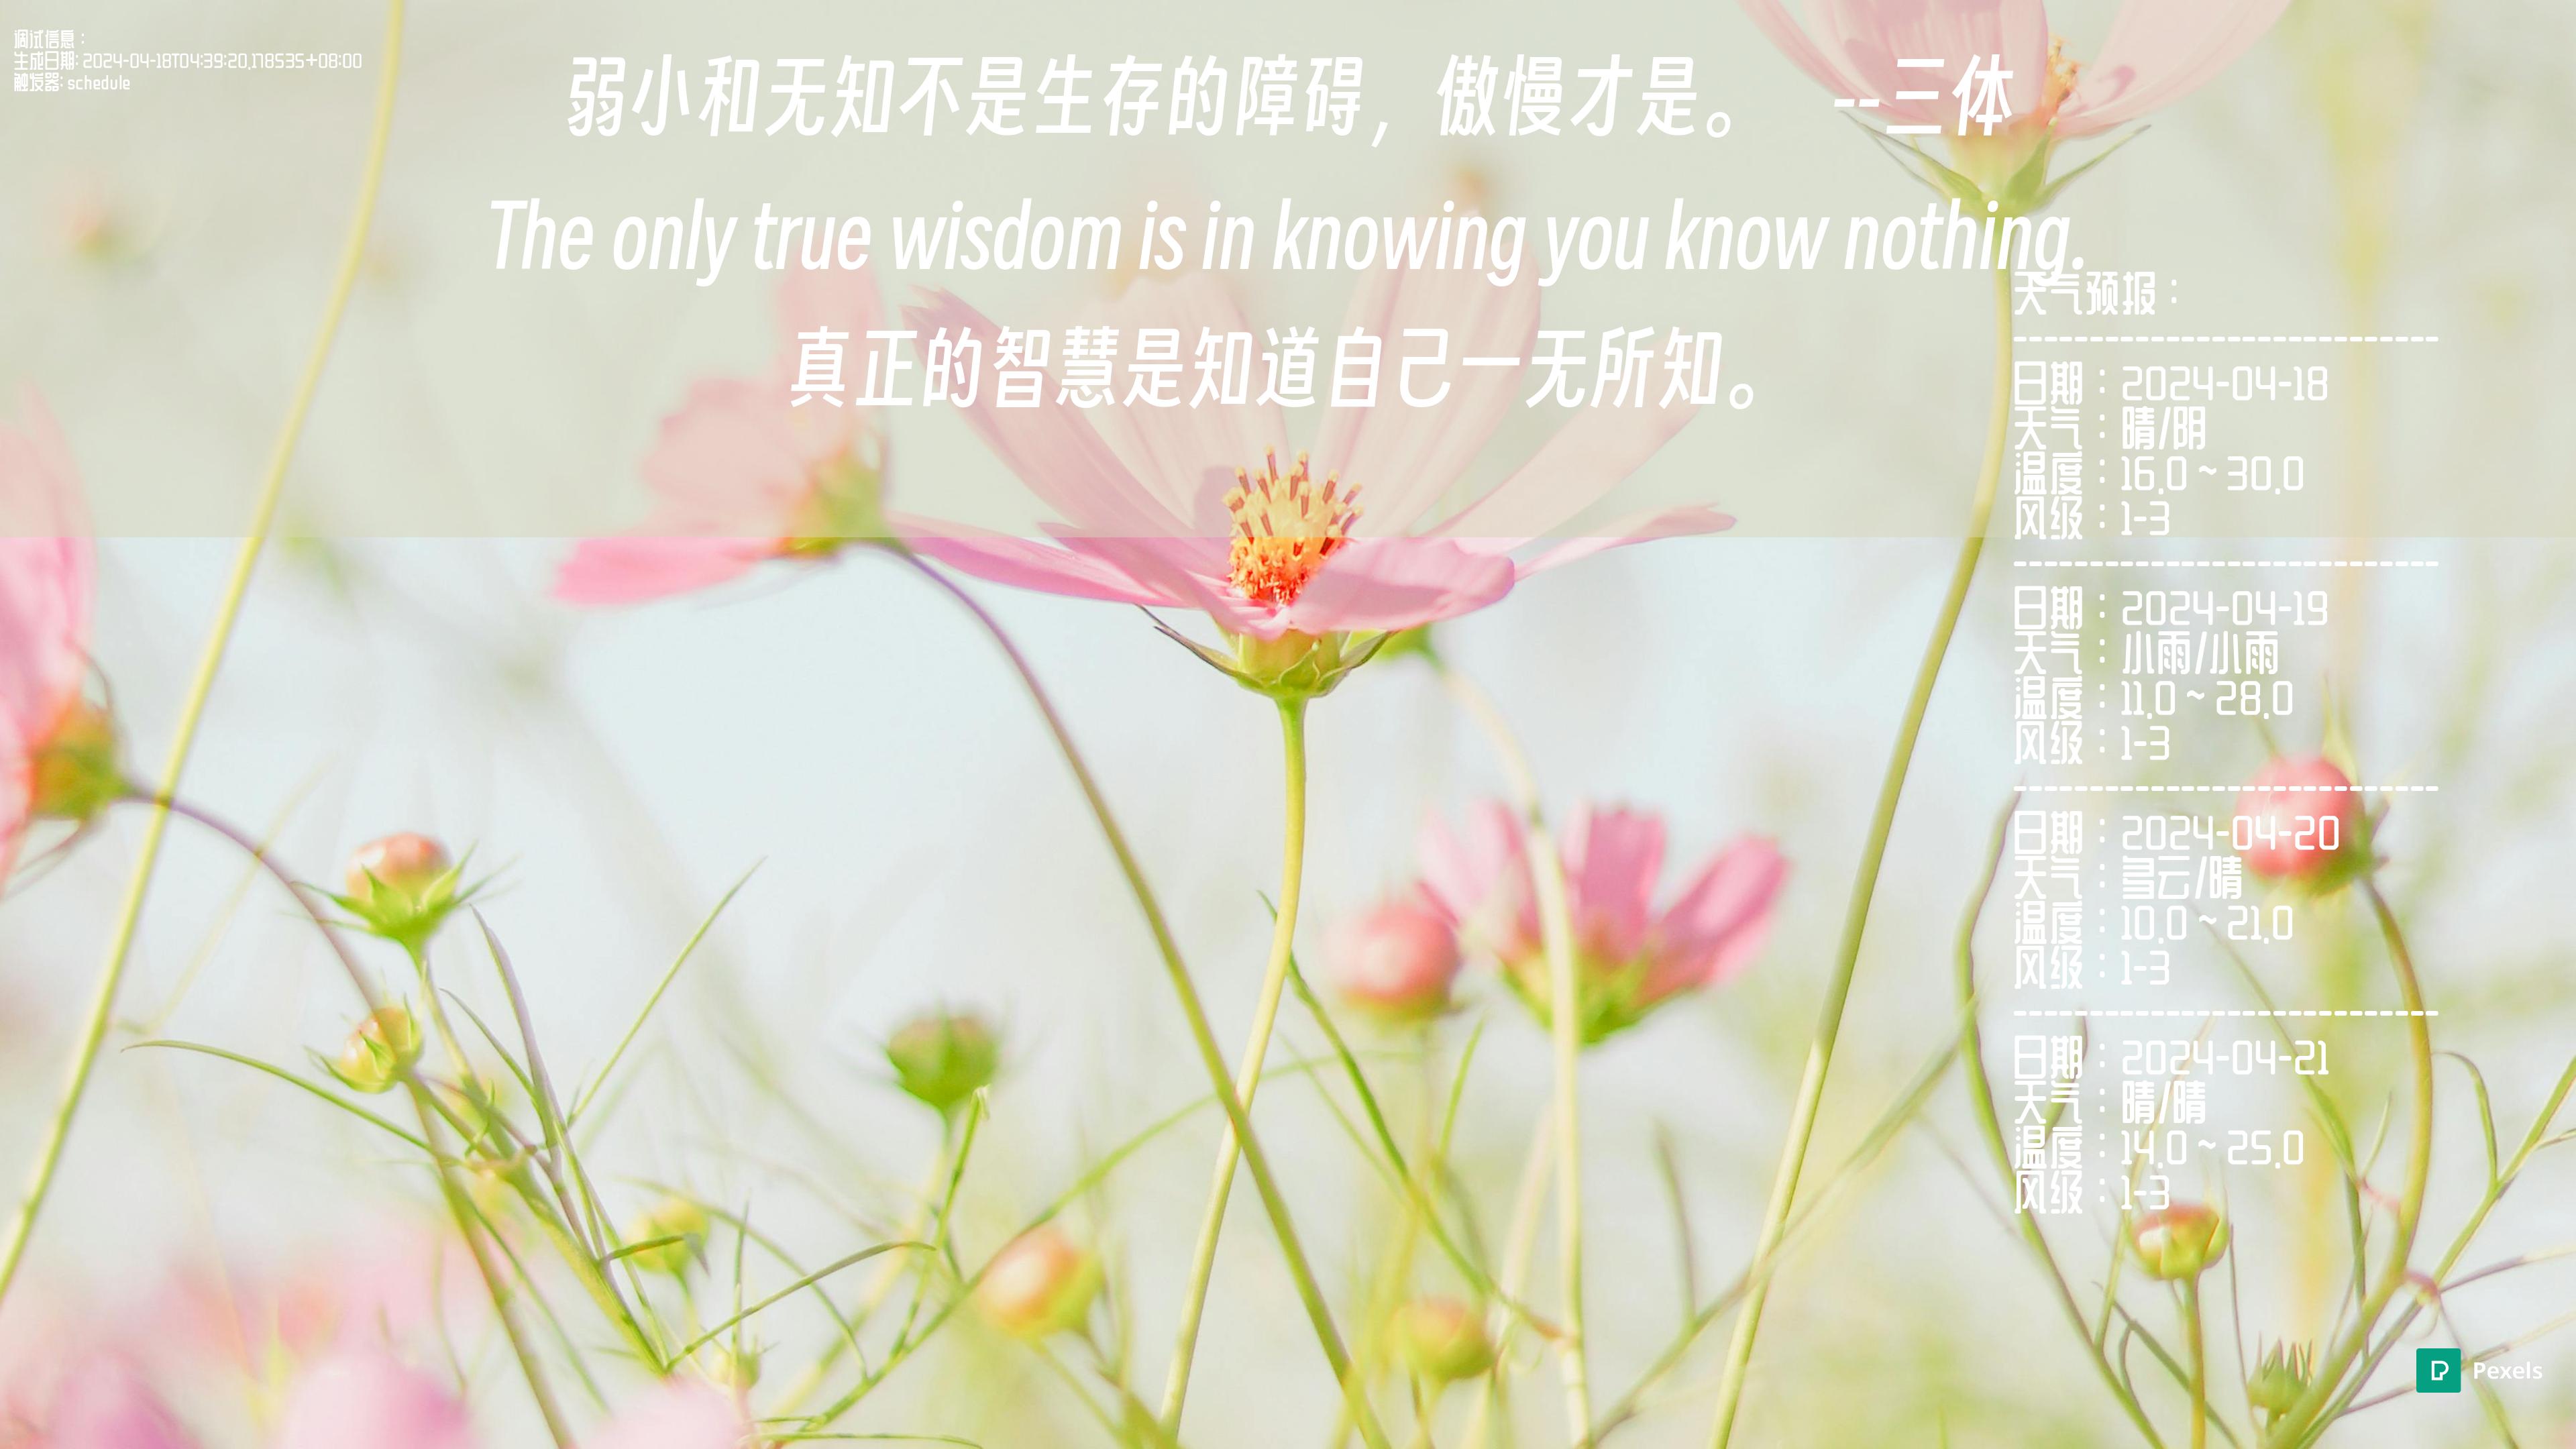 调试信息：
生成日期: 2024-04-18T04:39:20.178535+08:00
触发器: schedule
弱小和无知不是生存的障碍，傲慢才是。 --三体
The only true wisdom is in knowing you know nothing.
真正的智慧是知道自己一无所知。
天气预报：
------------------------------
日期：2024-04-18
天气：晴/阴
温度：16.0 ~ 30.0
风级：1-3
------------------------------
日期：2024-04-19
天气：小雨/小雨
温度：11.0 ~ 28.0
风级：1-3
------------------------------
日期：2024-04-20
天气：多云/晴
温度：10.0 ~ 21.0
风级：1-3
------------------------------
日期：2024-04-21
天气：晴/晴
温度：14.0 ~ 25.0
风级：1-3
Pexels